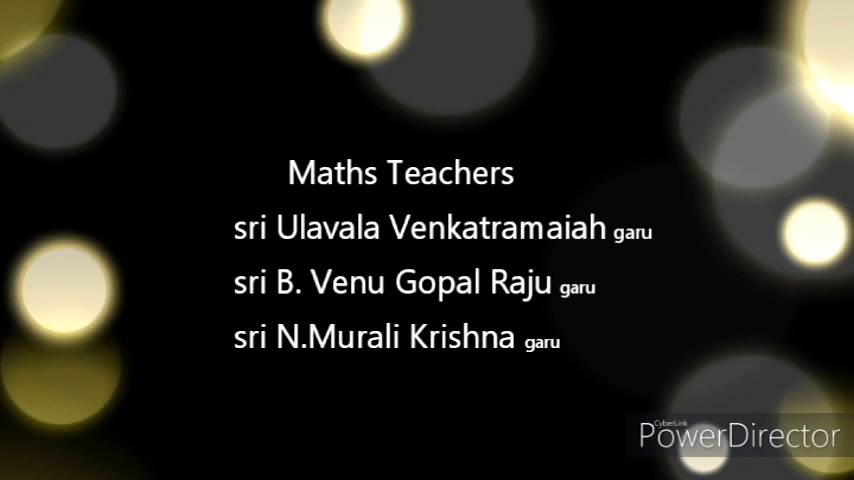 Maths Teachers
sri Ulavala Venkatramaiah garu
sri B. Venu Gopal Raju garu
sri N.Murali Krishna garu
CyberLink
PowerDirector